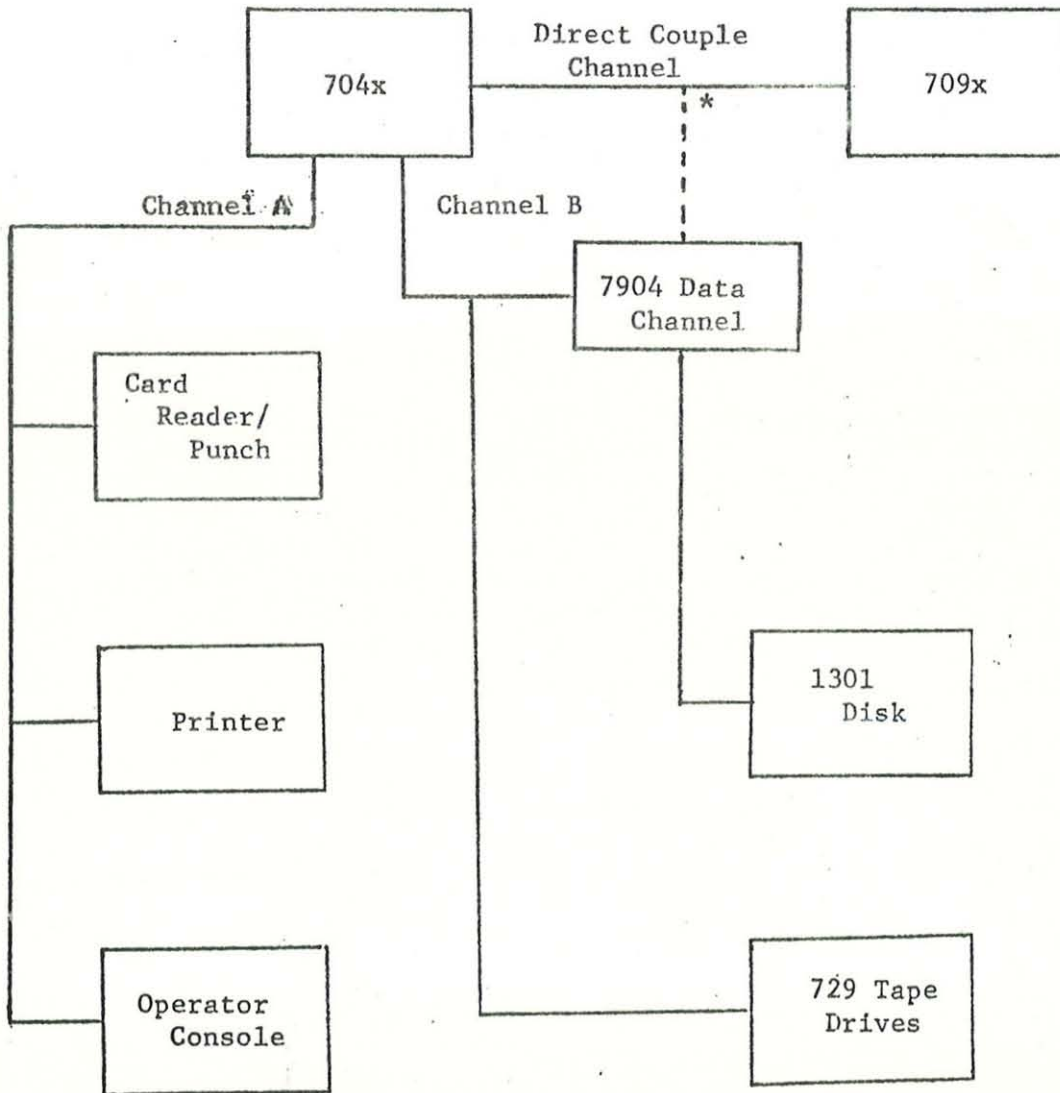 Direct Couple
Channel
704x
709x
*
Channel A
Channel B
7904 Data
Channel
Card
Reader/
Punch
1301
Disk
Printer
729 Tape
Drives
Operator
Console